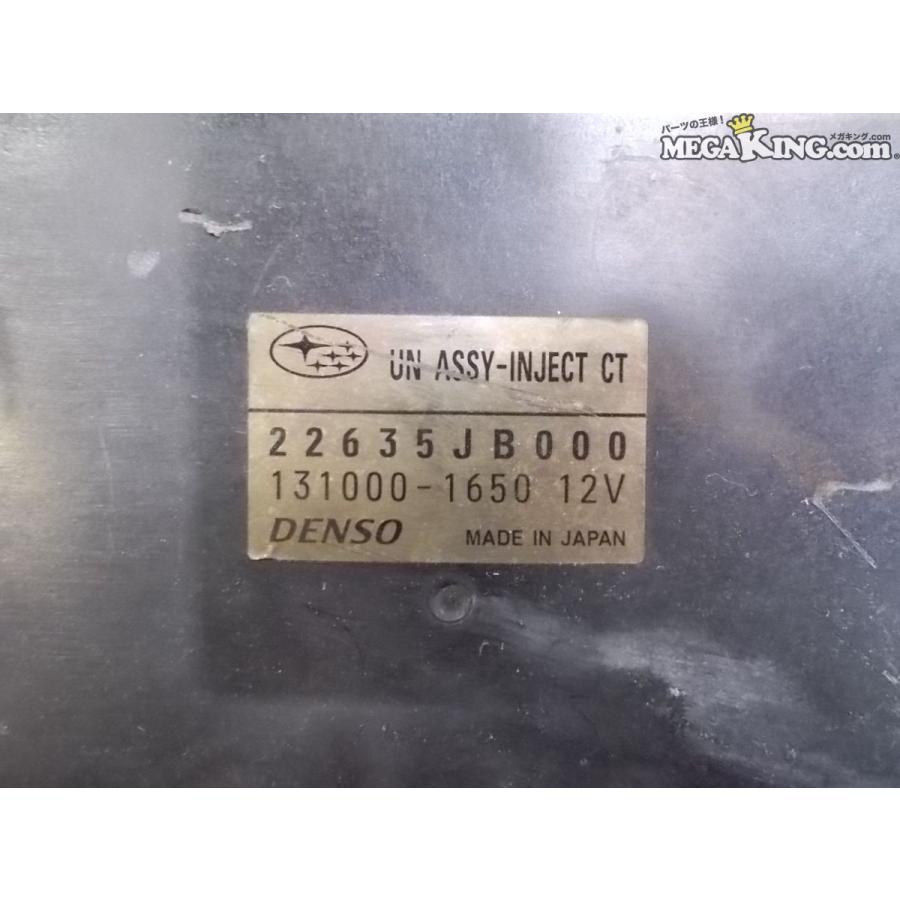 パーツの王様!
メガキング.com
MEGAKING.com®
UN ASSY-INJECT CT
22635JB000
131000-1650 12V
DENSO MADE IN JAPAN